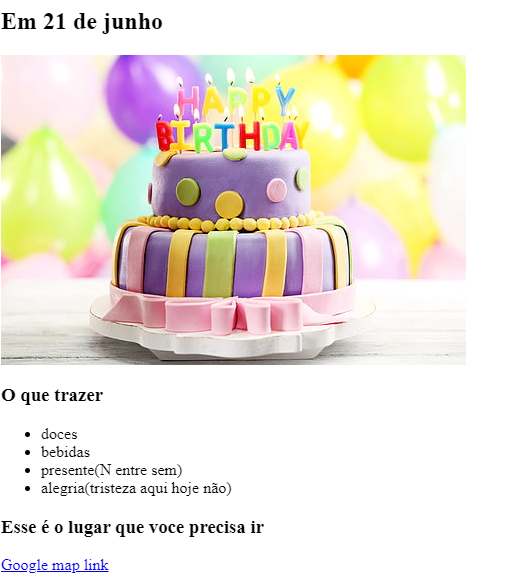 Em 21 de junho
HAPPY
BIRTHDAY
O que trazer
doces
bebidas
presente(N entre sem)
alegria(tristeza aqui hoje não)
Esse é o lugar que voce precisa ir
Google map link